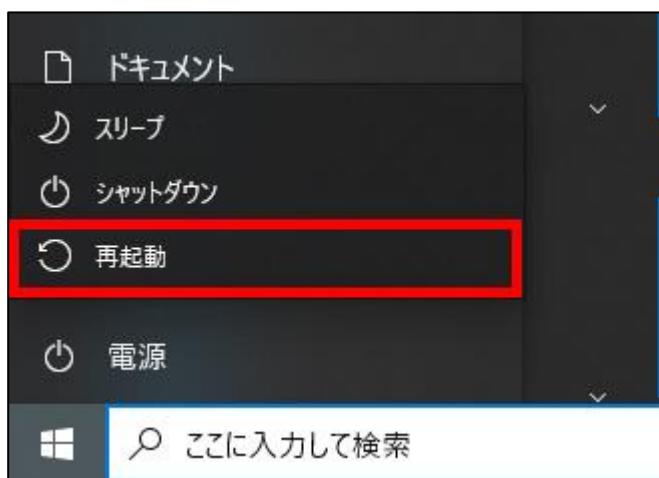 ドキュメント
スリープ
シャットダウン
再起動
電源
ここに入力して検索